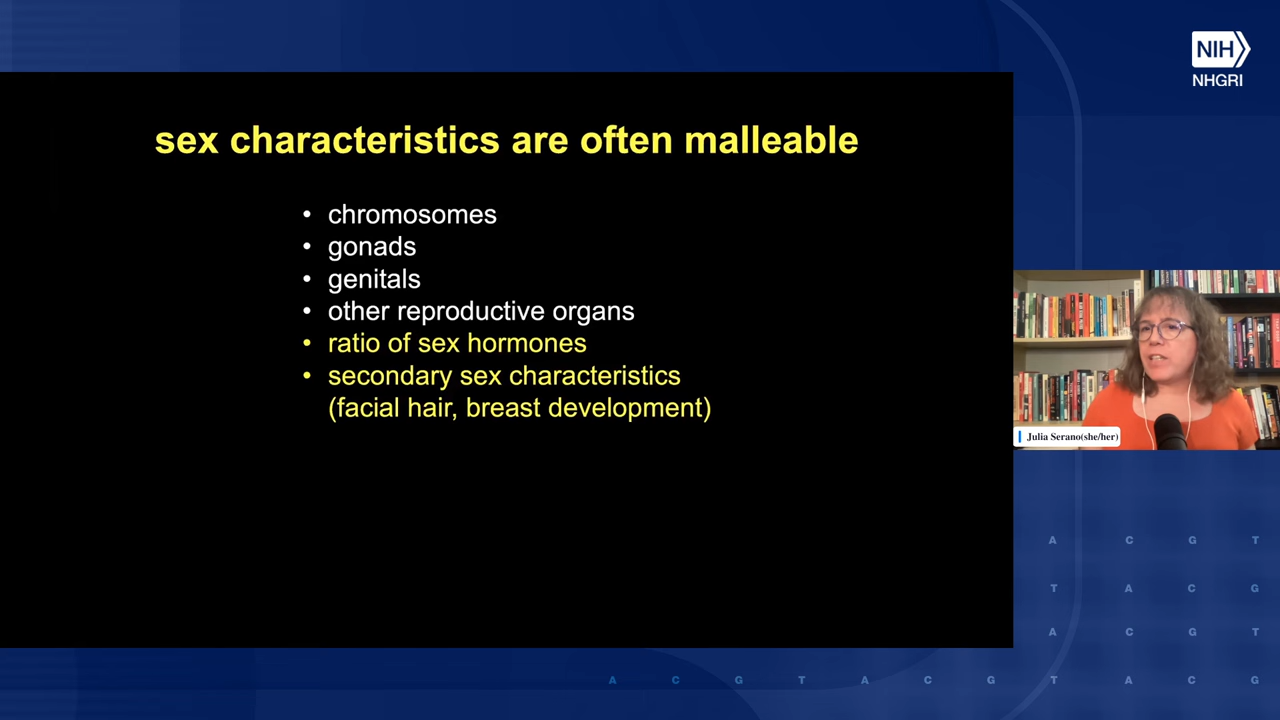 NIH
NHGRI
sex characteristics are often malleable
• chromosomes
• gonads
• genitals
• other reproductive organs
• ratio of sex hormones
• secondary sex characteristics
(facial hair, breast development)
Julia Serano(she/her)
A C G T
T A C G
A C G T
A C G T A C G T A C G